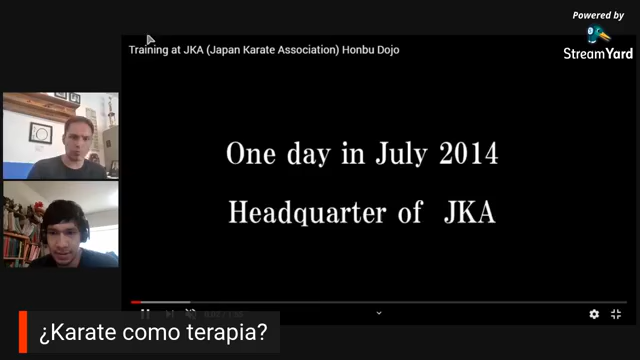 Powered by
StreamYard
Training at JKA (Japan Karate Association) Honbu Dojo
One day in July 2014
Headquarter of JKA
¿Karate como terapia?